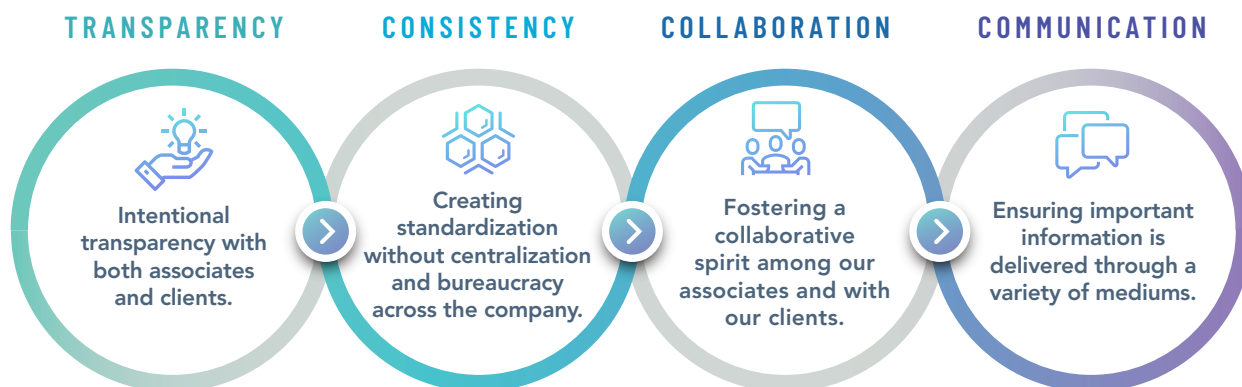 TRANSPARENCY
Intentional
transparency with
both associates
and clients.
CONSISTENCY
Creating
standardization
without centralization
and bureaucracy
across the company.
COLLABORATION
Fostering a
collaborative
spirit among our
associates and with
our clients.
COMMUNICATION
Ensuring important
information is
delivered through a
variety of mediums.